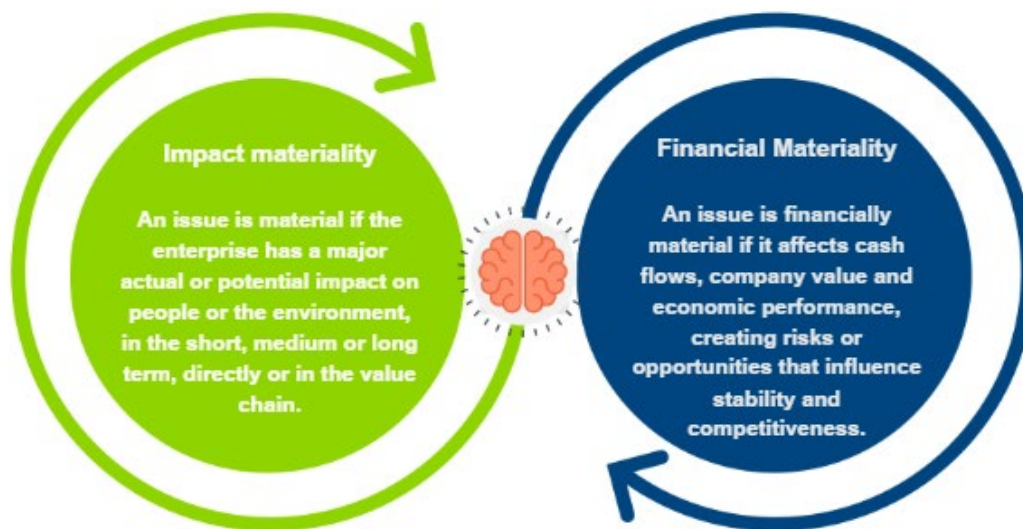 Impact materiality
An issue is material if the
enterprise has a major
actual or potential impact on
people or the environment,
in the short, medium or long
term, directly or in the value
chain.
Financial Materiality
An issue is financially
material if it affects cash
flows, company value and
economic performance,
creating risks or
opportunities that influence
stability and
competitiveness.